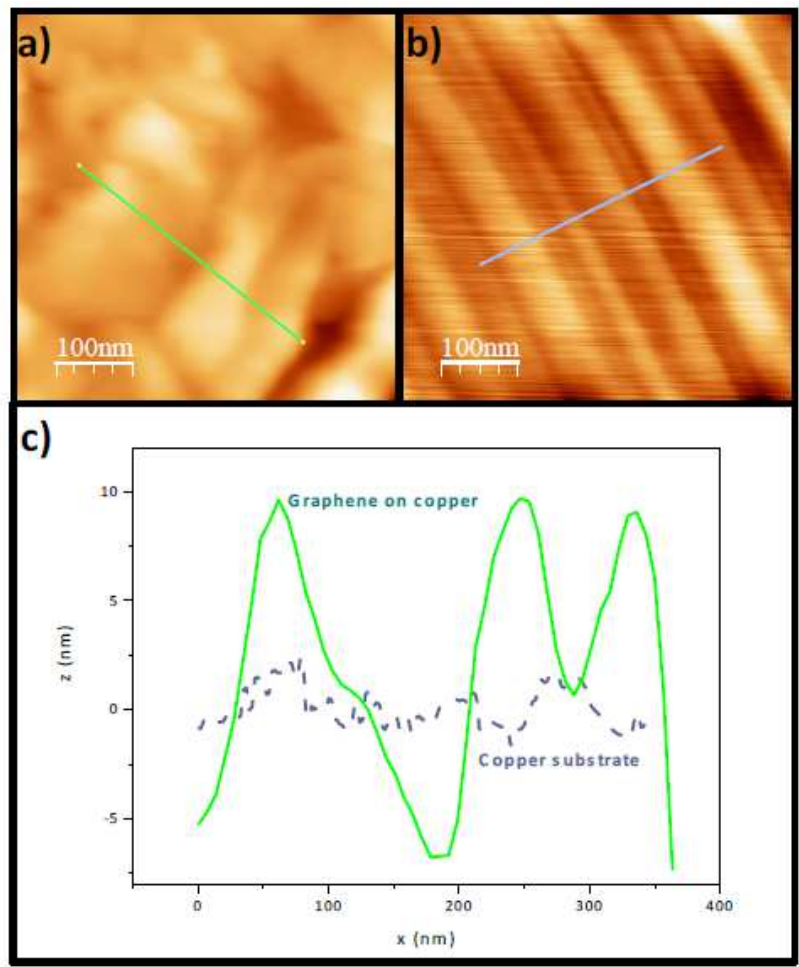 a)
b)
100nm
100nm
c)
10
5
0
-5
z (nm)
Graphene on copper
Copper substrate
0
100
200
300
400
x (nm)